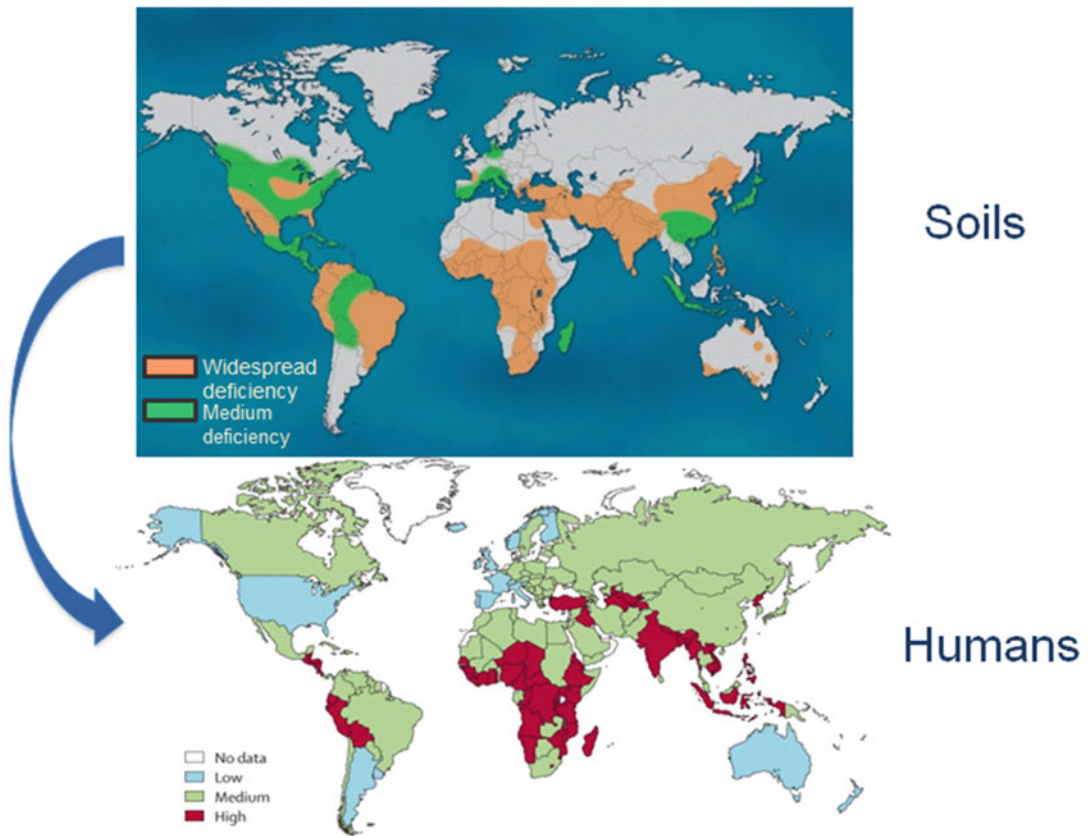 Soils
Widespread
deficiency
Medium
deficiency
Humans
No data
Low
Medium
High